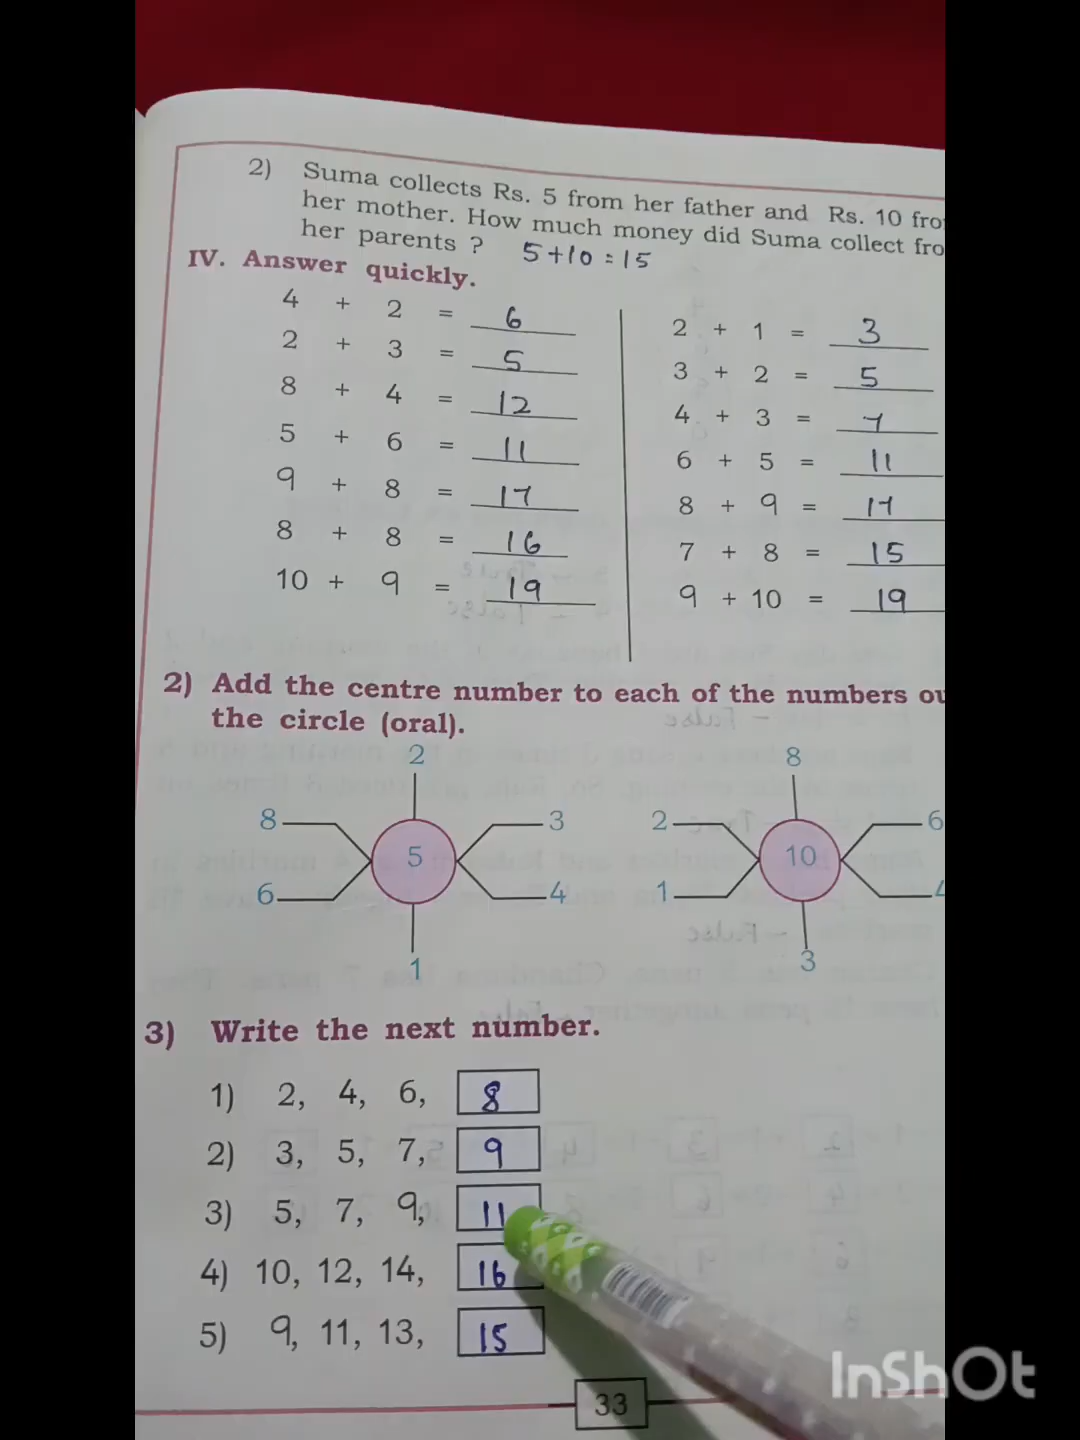 2) Suma collects Rs. 5 from her father and Rs. 10 fro
her mother. How much money did Suma collect fro
her parents ? 5+10=15
IV. Answer quickly.
4 + 2 = 6
2 + 3 = 5
8 + 4 = 12
5 + 6 = 11
9 + 8 = 17
8 + 8 = 16
10 + 9 = 19
2 + 1 = 3
3 + 2 = 5
4 + 3 = 7
6 + 5 = 11
8 + 9 = 17
7 + 8 = 15
9 + 10 = 19
2) Add the centre number to each of the numbers ou
the circle (oral).
2
8 3
5
6 4
1
8
2 6
10
1 4
3
3) Write the next number.
1) 2, 4, 6, 8
2) 3, 5, 7, 9
3) 5, 7, 9, 11
4) 10, 12, 14, 16
5) 9, 11, 13, 15
33
InShOt